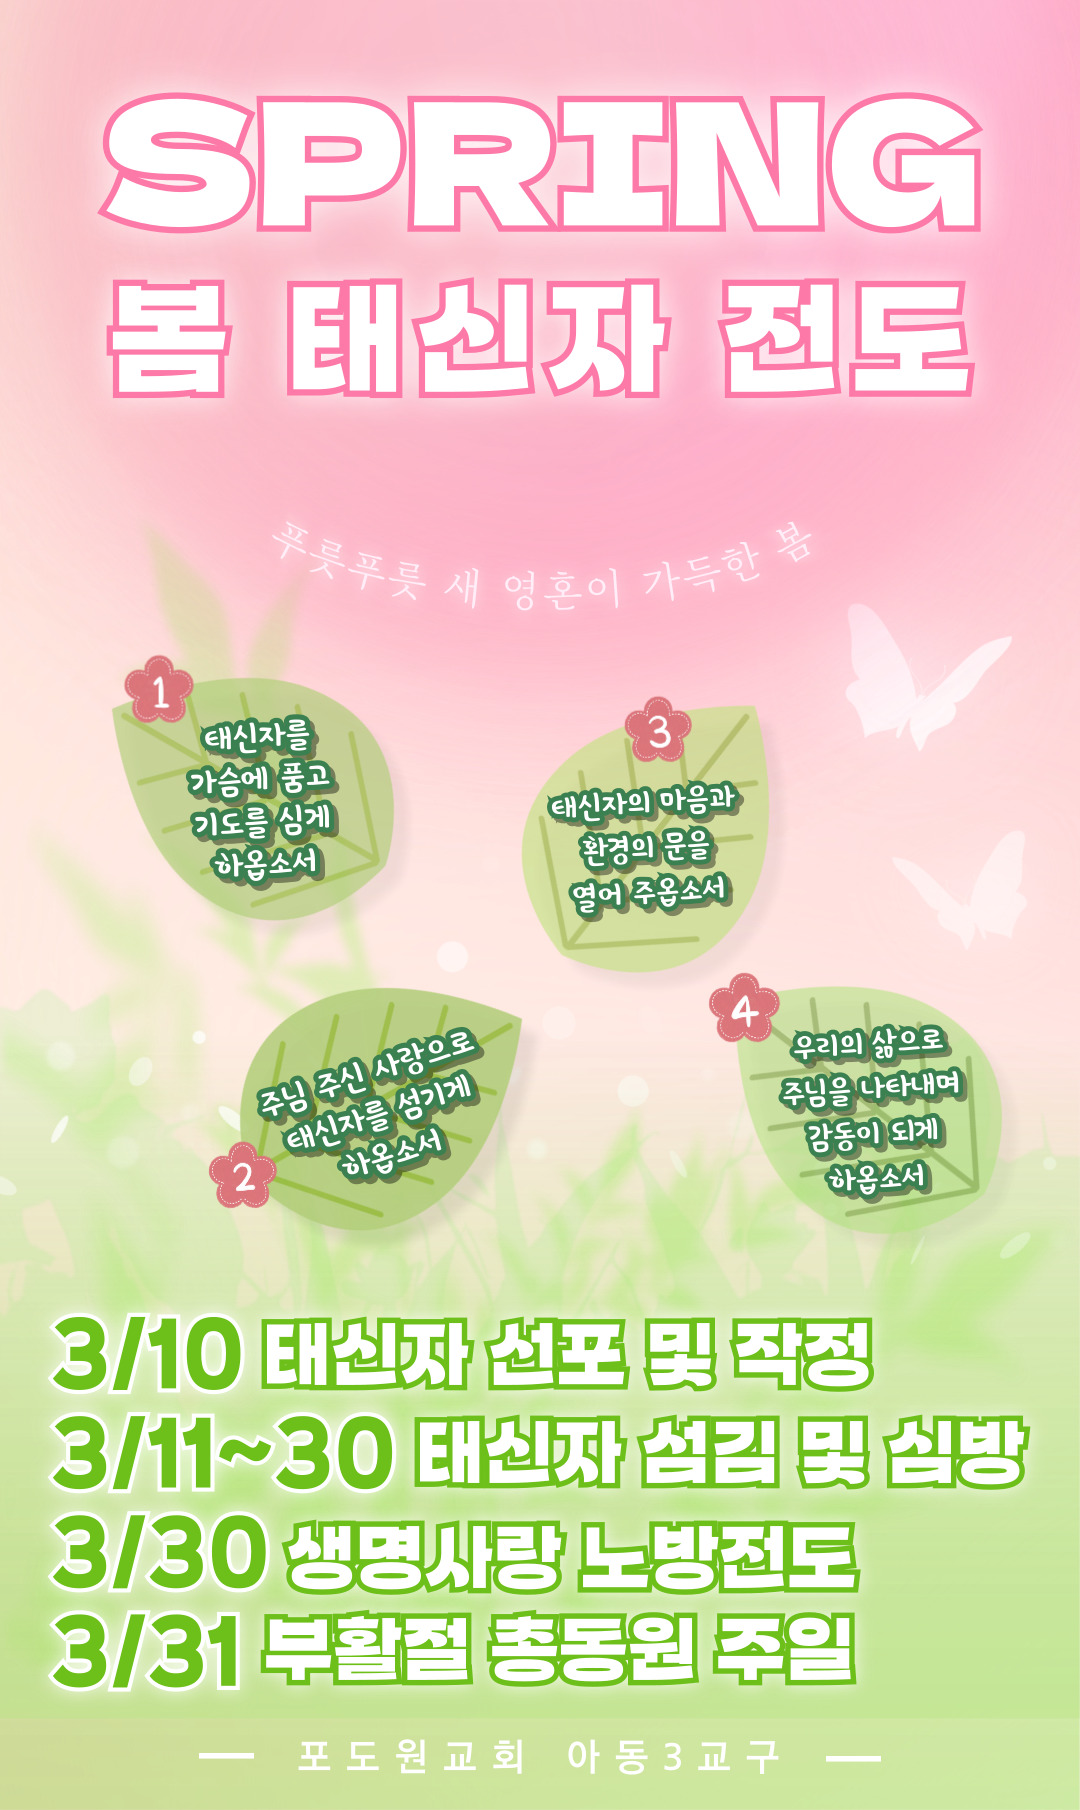 SPRING
봄 태신자 전도
푸릇푸릇 새 영혼이 가득한 봄
1
태신자를
가슴에 품고
기도를 심게
하옵소서
2
주님 주신 사랑으로
태신자를 섬기게
하옵소서
3
태신자의 마음과
환경의 문을
열어 주옵소서
4
우리의 삶으로
주님을 나타내며
감동이 되게
하옵소서
3/10 태신자 선포 및 작정
3/11~30 태신자 섬김 및 심방
3/30 생명사랑 노방전도
3/31 부활절 총동원 주일
포도원교회 아동3교구